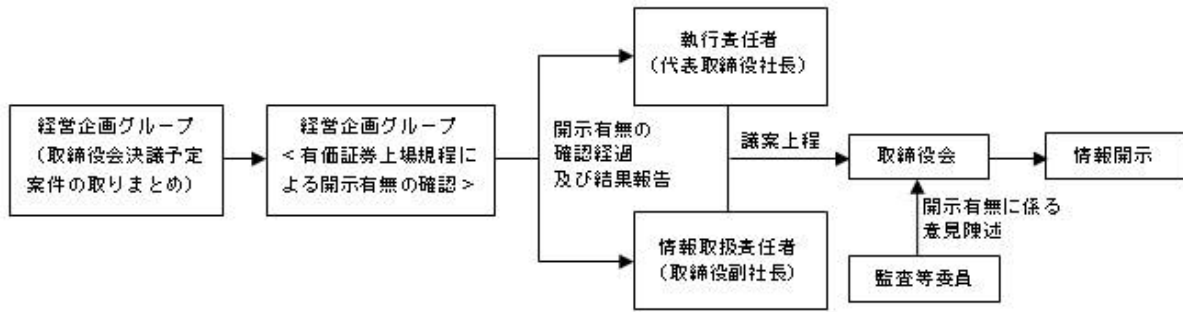 経営企画グループ
（取締役会決議予定
案件の取りまとめ）
経営企画グループ
＜有価証券上場規程に
よる開示有無の確認＞
開示有無の
確認経過
及び結果報告
執行責任者
（代表取締役社長）
情報取扱責任者
（取締役副社長）
議案上程
取締役会
情報開示
開示有無に係る
意見陳述
監査等委員